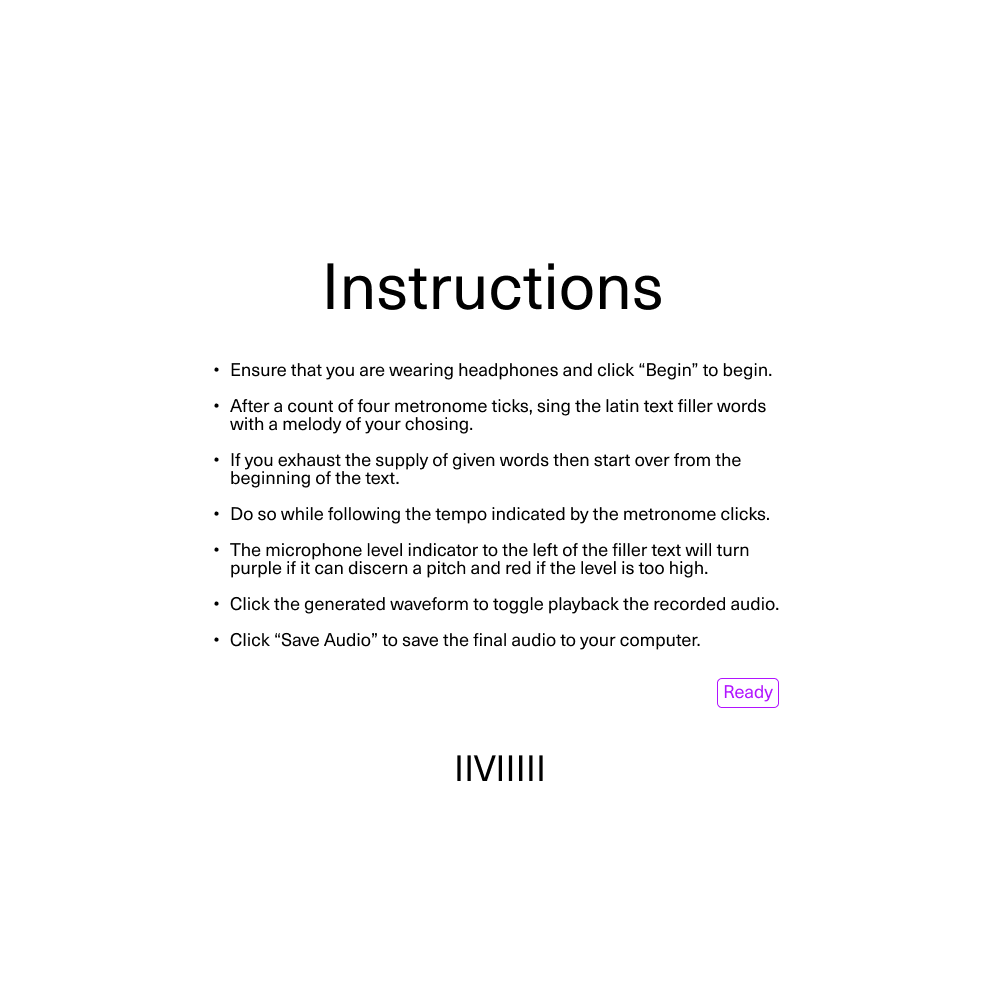 Instructions
• Ensure that you are wearing headphones and click “Begin” to begin.
• After a count of four metronome ticks, sing the latin text filler words
with a melody of your chosing.
• If you exhaust the supply of given words then start over from the
beginning of the text.
• Do so while following the tempo indicated by the metronome clicks.
• The microphone level indicator to the left of the filler text will turn
purple if it can discern a pitch and red if the level is too high.
• Click the generated waveform to toggle playback the recorded audio.
• Click “Save Audio” to save the final audio to your computer.
Ready
IIVIIIII